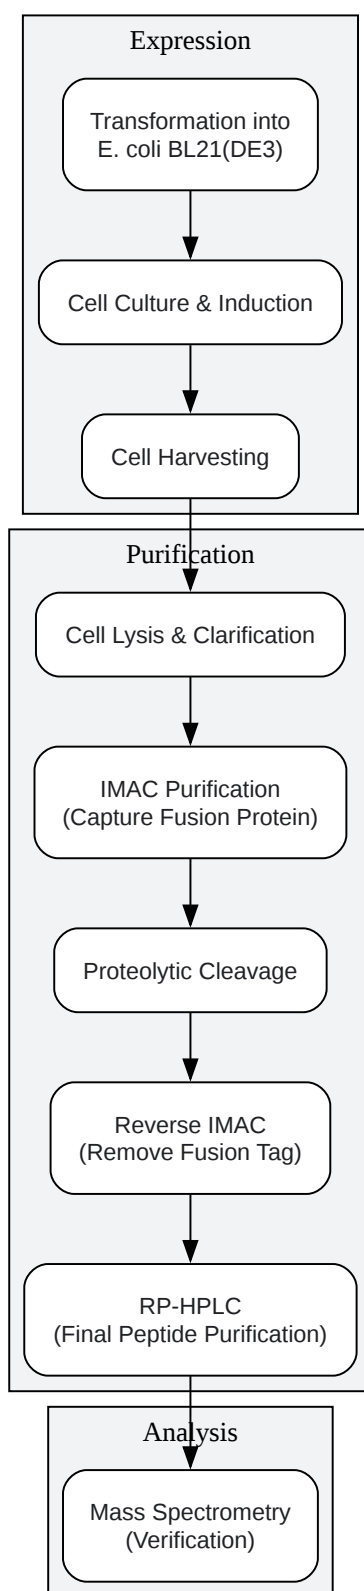 Expression
Transformation into
E. coli BL21(DE3)
Cell Culture & Induction
Cell Harvesting
Purification
Cell Lysis & Clarification
IMAC Purification
(Capture Fusion Protein)
Proteolytic Cleavage
Reverse IMAC
(Remove Fusion Tag)
RP-HPLC
(Final Peptide Purification)
Analysis
Mass Spectrometry
(Verification)